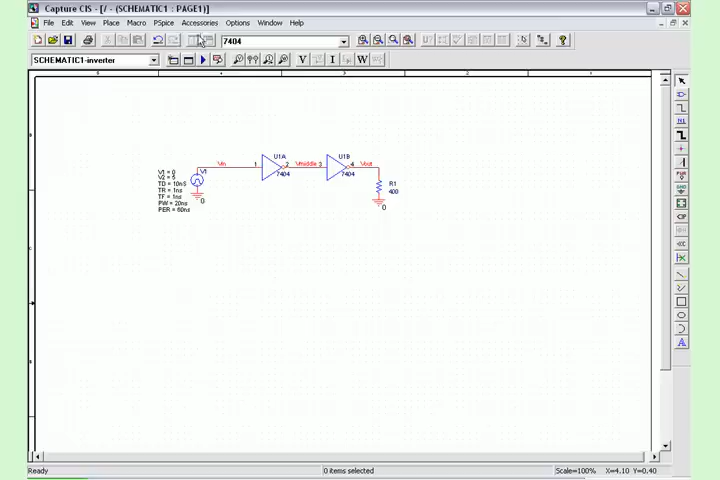 Capture CIS - [/ - (SCHEMATIC1 : PAGE1)]
File Edit View Place Macro PSpice Accessories Options Window Help
7404
SCHEMATIC1-inverter
V I W
U1A U1B
Vin 1 2 Vmiddle 3 4 Vout
V1 7404 7404
V1 = 0
V2 = 5
TD = 10nS
TR = 1ns
TF = 1ns
PW = 20ns
PER = 60ns
0
R1
400
0
Ready 0 items selected Scale=100% X=4.10 Y=0.40